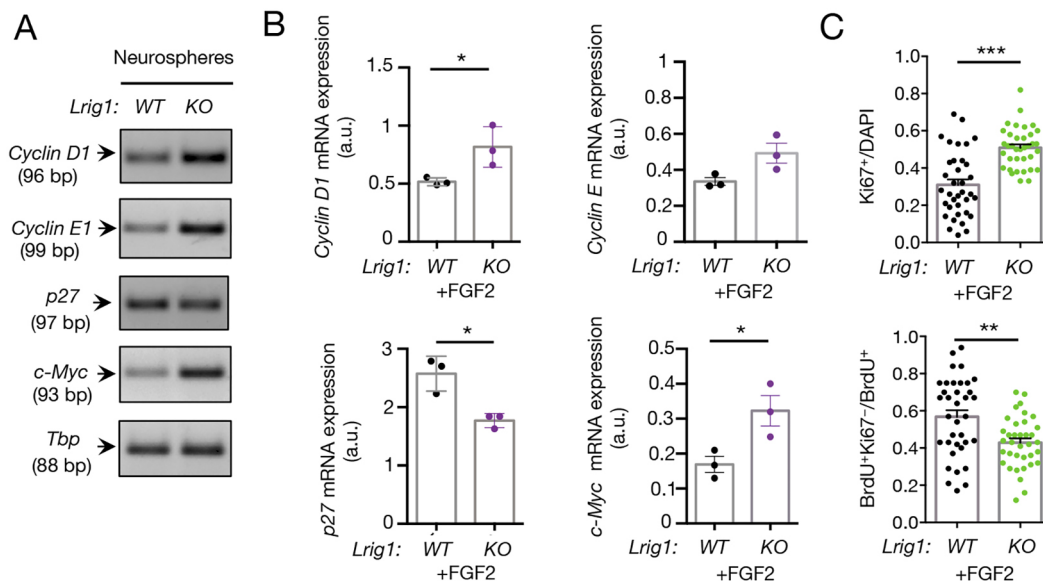 A
Neurospheres
Lrig1: WT KO
Cyclin D1
(96 bp)
Cyclin E1
(99 bp)
p27
(97 bp)
c-Myc
(93 bp)
Tbp
(88 bp)
B
Cyclin D1 mRNA expression
(a.u.)
1.5
1
0.5
0
*
Lrig1: WT KO
+FGF2
Cyclin E mRNA expression
(a.u.)
1
0.8
0.6
0.4
0.2
0
Lrig1: WT KO
+FGF2
p27 mRNA expression
(a.u.)
3
2
1
0
*
Lrig1: WT KO
+FGF2
c-Myc mRNA expression
(a.u.)
0.5
0.4
0.3
0.2
0.1
0
*
Lrig1: WT KO
+FGF2
C
Ki67⁺/DAPI
1.0
0.8
0.6
0.4
0.2
0.0
***
WT KO
+FGF2
BrdU⁺Ki67⁻/BrdU⁺
1.0
0.8
0.6
0.4
0.2
0.0
**
WT KO
+FGF2